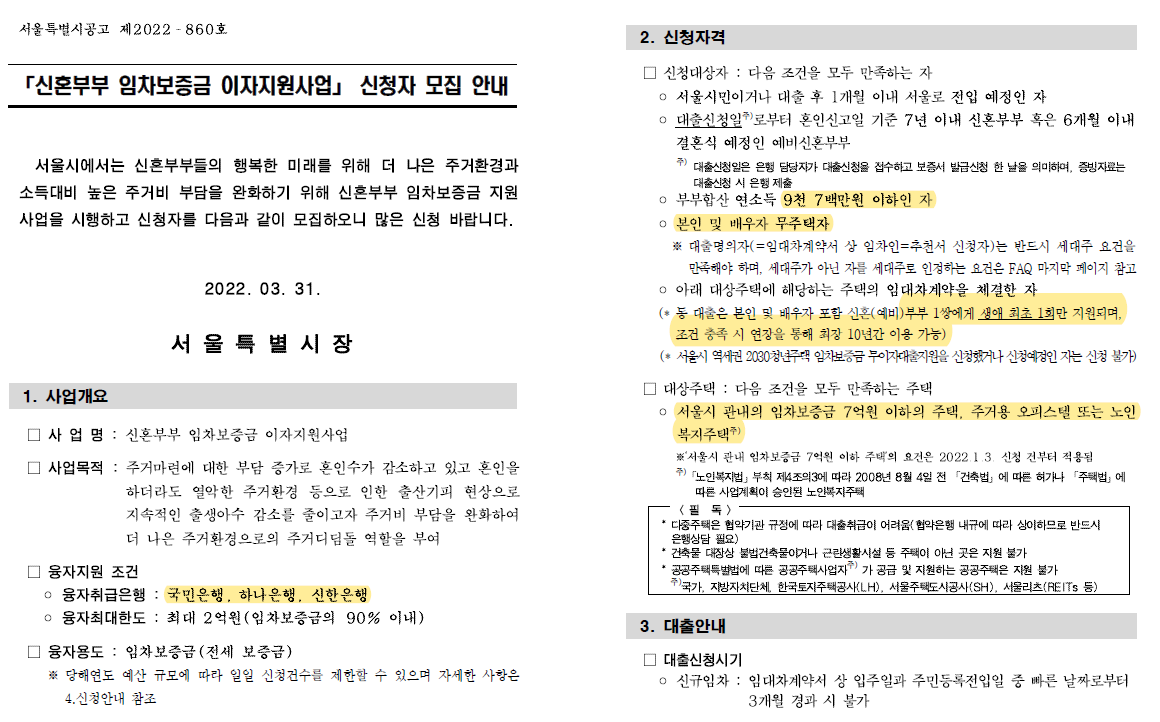 서울특별시공고 제2022-860호
「신혼부부 임차보증금 이자지원사업」 신청자 모집 안내
서울시에서는 신혼부부들의 행복한 미래를 위해 더 나은 주거환경과
소득대비 높은 주거비 부담을 완화하기 위해 신혼부부 임차보증금 지원
사업을 시행하고 신청자를 다음과 같이 모집하오니 많은 신청 바랍니다.
2022. 03. 31.
서 울 특 별 시 장
1. 사업개요
□ 사 업 명 : 신혼부부 임차보증금 이자지원사업
□ 사업목적 : 주거마련에 대한 부담 증가로 혼인수가 감소하고 있고 혼인을
하더라도 열악한 주거환경 등으로 인한 출산기피 현상으로
지속적인 출생아수 감소를 줄이고자 주거비 부담을 완화하여
더 나은 주거환경으로의 주거디딤돌 역할을 부여
□ 융자지원 조건
○ 융자취급은행 : 국민은행, 하나은행, 신한은행
○ 융자최대한도 : 최대 2억원(임차보증금의 90% 이내)
□ 융자용도 : 임차보증금(전세 보증금)
※ 당해연도 예산 규모에 따라 일일 신청건수를 제한할 수 있으며 자세한 사항은
4.신청안내 참조
2. 신청자격
□ 신청대상자 : 다음 조건을 모두 만족하는 자
○ 서울시민이거나 대출 후 1개월 이내 서울로 전입 예정인 자
○ 대출신청일주)로부터 혼인신고일 기준 7년 이내 신혼부부 혹은 6개월 이내
결혼식 예정인 예비신혼부부
주) 대출신청일은 은행 담당자가 대출신청을 접수하고 보증서 발급신청 한 날을 의미하며, 증빙자료는
대출신청 시 은행 제출
○ 부부합산 연소득 9천 7백만원 이하인 자
○ 본인 및 배우자 무주택자
※ 대출명의자(=임대차계약서 상 임차인=추천서 신청자)는 반드시 세대주 요건을
만족해야 하며, 세대주가 아닌 자를 세대주로 인정하는 요건은 FAQ 마지막 페이지 참고
○ 아래 대상주택에 해당하는 주택의 임대차계약을 체결한 자
(* 동 대출은 본인 및 배우자 포함 신혼(예비)부부 1쌍에게 생애 최초 1회만 지원되며,
조건 충족 시 연장을 통해 최장 10년간 이용 가능)
(* 서울시 역세권 2030청년주택 임차보증금 무이자대출지원을 신청했거나 신청예정인 자는 신청 불가)
□ 대상주택 : 다음 조건을 모두 만족하는 주택
○ 서울시 관내의 임차보증금 7억원 이하의 주택, 주거용 오피스텔 또는 노인
복지주택주)
※'서울시 관내 임차보증금 7억원 이하 주택'의 요건은 2022.1.3 신청 건부터 적용됨
주)「노인복지법」부칙 제4조의3에 따라 2008년 8월 4일 전 「건축법」에 따른 허가나 「주택법」에
따른 사업계획이 승인된 노인복지주택
< 필 독 >
* 다중주택은 협약기관 규정에 따라 대출취급이 어려움(협약은행 내규에 따라 상이하므로 반드시
은행상담 필요)
* 건축물 대장상 불법건축물이거나 근린생활시설 등 주택이 아닌 곳은 지원 불가
* 공공주택특별법에 따른 공공주택사업자주)가 공급 및 지원하는 공공주택은 지원 불가
주)국가, 지방자치단체, 한국토지주택공사(LH), 서울주택도시공사(SH), 서울리츠(REITs 등)
3. 대출안내
□ 대출신청시기
○ 신규임차 : 임대차계약서 상 입주일과 주민등록전입일 중 빠른 날짜로부터
3개월 경과 시 불가